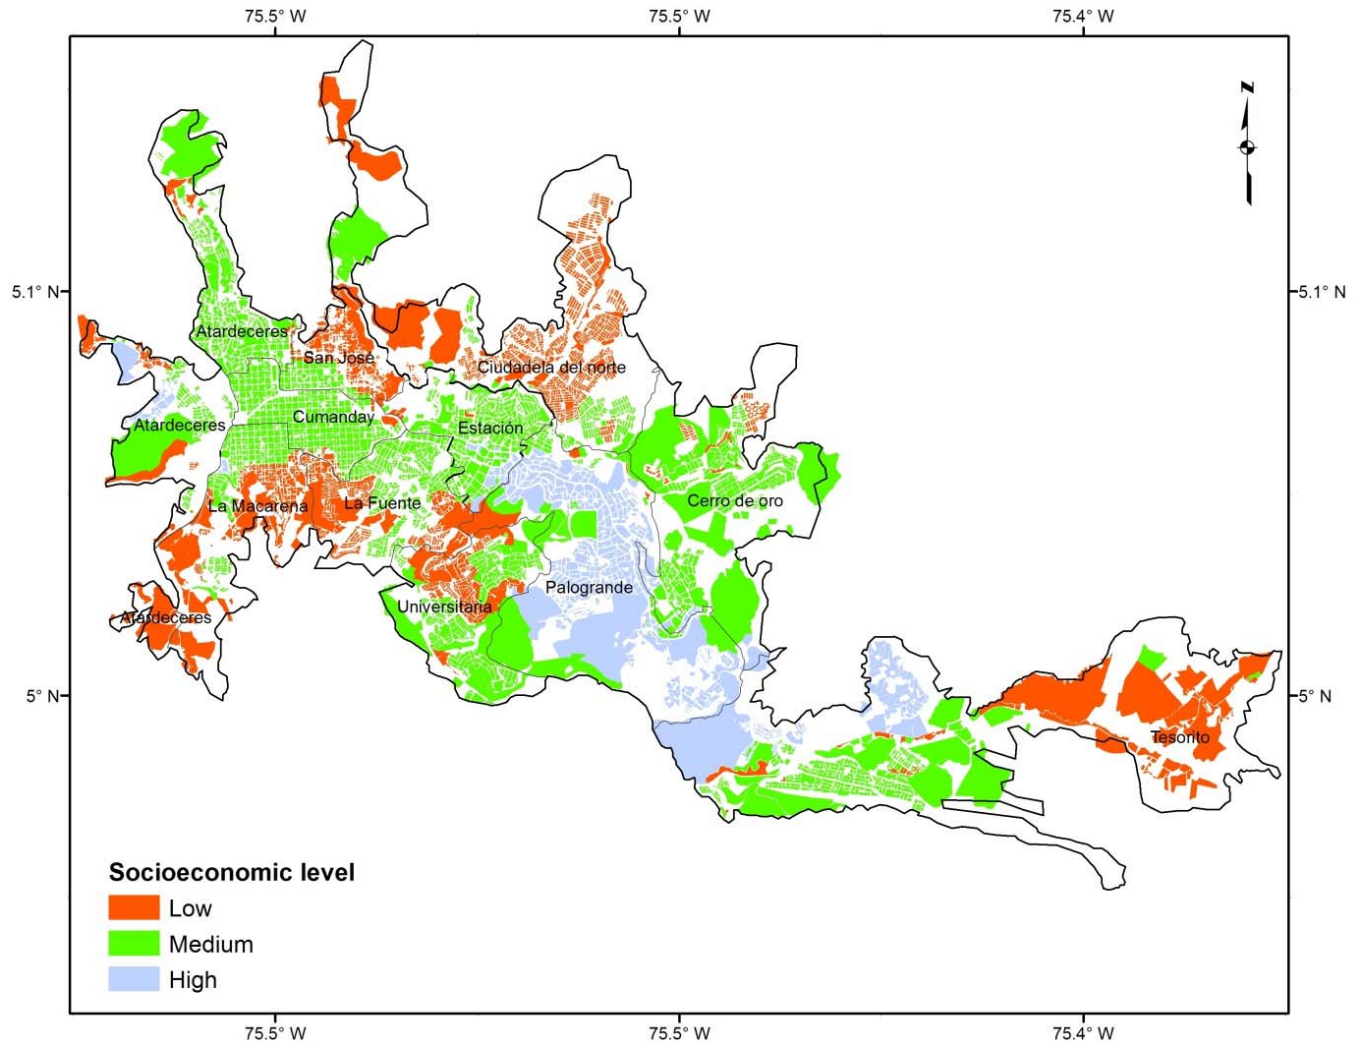 75.5° W
75.5° W
75.4° W
N
5.1° N
5.1° N
Atardeceres
San José
Ciudadela del norte
Cumanday
Atardeceres
Estación
La Macarena
La Fuente
Cerro de oro
Palogrande
Universitaria
Atardeceres
5° N
5° N
Tesorito
Socioeconomic level
Low
Medium
High
75.5° W
75.5° W
75.4° W